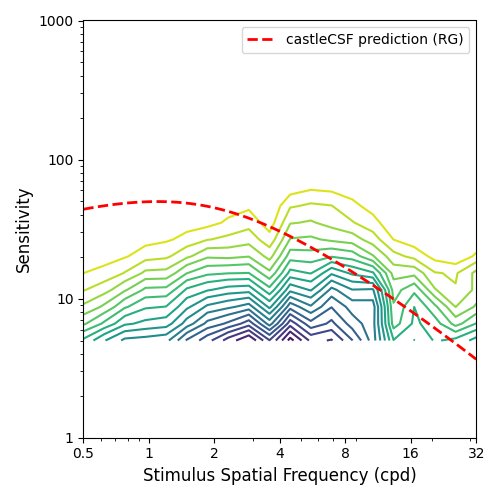 1000
castleCSF prediction (RG)
100
Sensitivity
10
1
0.5 1 2 4 8 16 32
Stimulus Spatial Frequency (cpd)